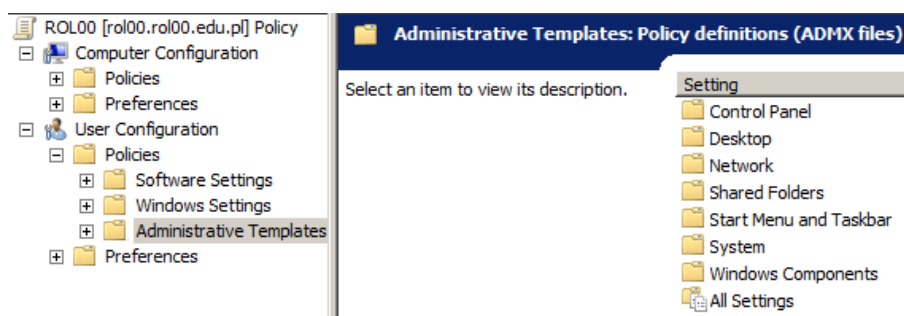 ROL00 [rol00.rol00.edu.pl] Policy
Computer Configuration
Policies
Preferences
User Configuration
Policies
Software Settings
Windows Settings
Administrative Templates
Preferences
Administrative Templates: Policy definitions (ADMX files)
Select an item to view its description.
Setting
Control Panel
Desktop
Network
Shared Folders
Start Menu and Taskbar
System
Windows Components
All Settings